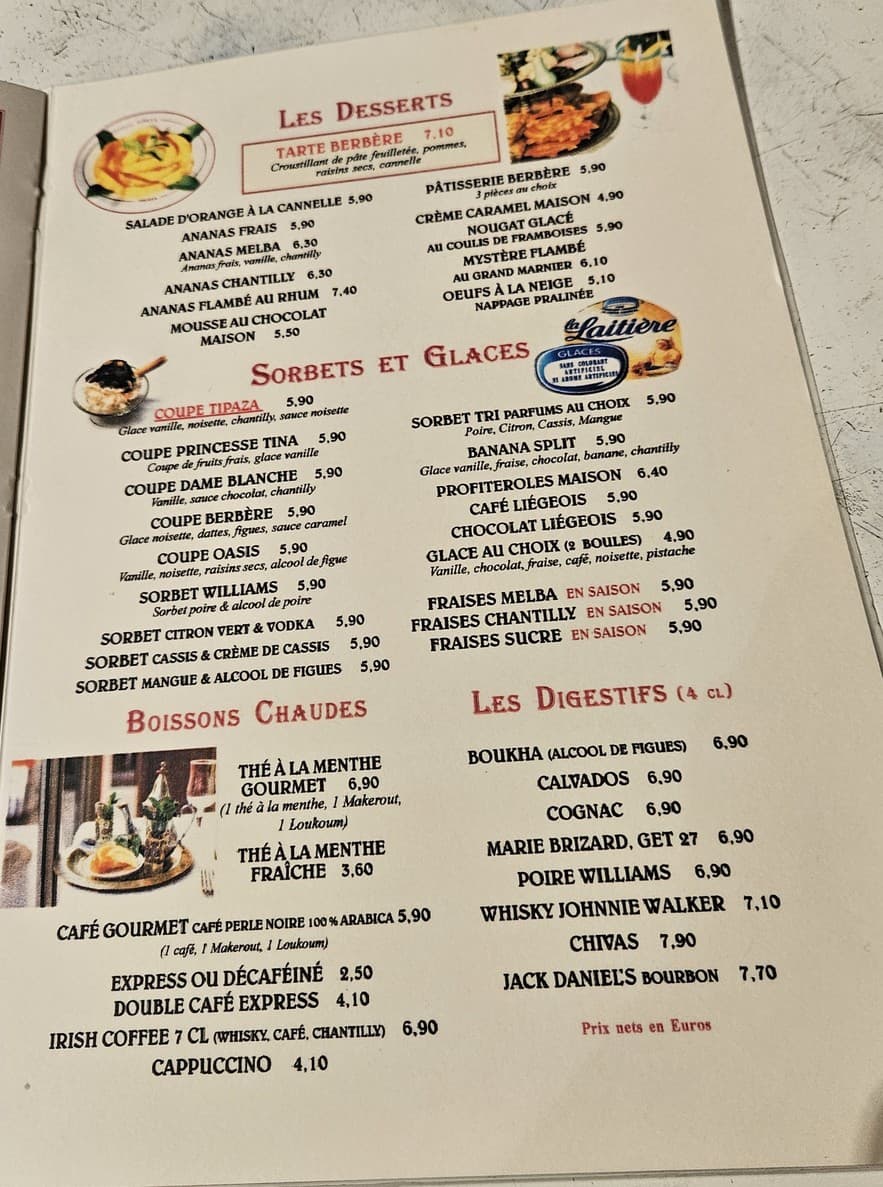 LES DESSERTS
TARTE BERBÈRE 7.10
Croustillant de pâte feuilletée, pommes,
raisins secs, cannelle
SALADE D'ORANGE À LA CANNELLE 5,90
ANANAS FRAIS 5,90
ANANAS MELBA 6,30
Ananas frais, vanille, chantilly
ANANAS CHANTILLY 6,30
ANANAS FLAMBÉ AU RHUM 7,40
MOUSSE AU CHOCOLAT
MAISON 5,50
PÂTISSERIE BERBÈRE 5,90
3 pièces au choix
CRÈME CARAMEL MAISON 4,90
NOUGAT GLACÉ
AU COULIS DE FRAMBOISES 5,90
MYSTÈRE FLAMBÉ
AU GRAND MARNIER 6,10
OEUFS À LA NEIGE 5,10
NAPPAGE PRALINÉE
la Laitière
GLACES
SANS COLORANT
ARTIFICIEL
NI ARÔME ARTIFICIEL
SORBETS ET GLACES
COUPE TIPAZA 5,90
Glace vanille, noisette, chantilly, sauce noisette
COUPE PRINCESSE TINA 5,90
Coupe de fruits frais, glace vanille
COUPE DAME BLANCHE 5,90
Vanille, sauce chocolat, chantilly
COUPE BERBÈRE 5,90
Glace noisette, dattes, figues, sauce caramel
COUPE OASIS 5,90
Vanille, noisette, raisins secs, alcool de figue
SORBET WILLIAMS 5,90
Sorbet poire & alcool de poire
SORBET CITRON VERT & VODKA 5,90
SORBET CASSIS & CRÈME DE CASSIS 5,90
SORBET MANGUE & ALCOOL DE FIGUES 5,90
SORBET TRI PARFUMS AU CHOIX 5,90
Poire, Citron, Cassis, Mangue
BANANA SPLIT 5,90
Glace vanille, fraise, chocolat, banane, chantilly
PROFITEROLES MAISON 6,40
CAFÉ LIÉGEOIS 5,90
CHOCOLAT LIÉGEOIS 5,90
GLACE AU CHOIX (2 BOULES) 4,90
Vanille, chocolat, fraise, café, noisette, pistache
FRAISES MELBA EN SAISON 5,90
FRAISES CHANTILLY EN SAISON 5,90
FRAISES SUCRE EN SAISON 5,90
BOISSONS CHAUDES
THÉ À LA MENTHE
GOURMET 6,90
(1 thé à la menthe, 1 Makerout,
1 Loukoum)
THÉ À LA MENTHE
FRAÎCHE 3,60
CAFÉ GOURMET CAFÉ PERLE NOIRE 100 % ARABICA 5,90
(1 café, 1 Makerout, 1 Loukoum)
EXPRESS OU DÉCAFÉINÉ 2,50
DOUBLE CAFÉ EXPRESS 4,10
IRISH COFFEE 7 CL (WHISKY, CAFÉ, CHANTILLY) 6,90
CAPPUCCINO 4,10
LES DIGESTIFS (4 CL)
BOUKHA (ALCOOL DE FIGUES) 6,90
CALVADOS 6,90
COGNAC 6,90
MARIE BRIZARD, GET 27 6,90
POIRE WILLIAMS 6,90
WHISKY JOHNNIE WALKER 7,10
CHIVAS 7,90
JACK DANIEL'S BOURBON 7,70
Prix nets en Euros